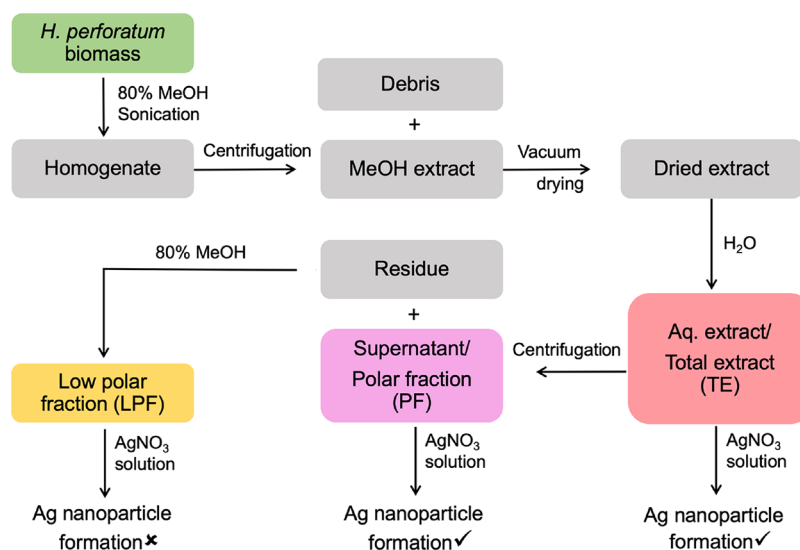 H. perforatum
biomass
80% MeOH
Sonication
Debris
+
Homogenate
Centrifugation
MeOH extract
Vacuum
drying
Dried extract
H₂O
80% MeOH
Residue
+
Aq. extract/
Total extract
(TE)
Centrifugation
Supernatant/
Polar fraction
(PF)
Low polar
fraction (LPF)
AgNO₃
solution
AgNO₃
solution
AgNO₃
solution
Ag nanoparticle
formation✘
Ag nanoparticle
formation✓
Ag nanoparticle
formation✓